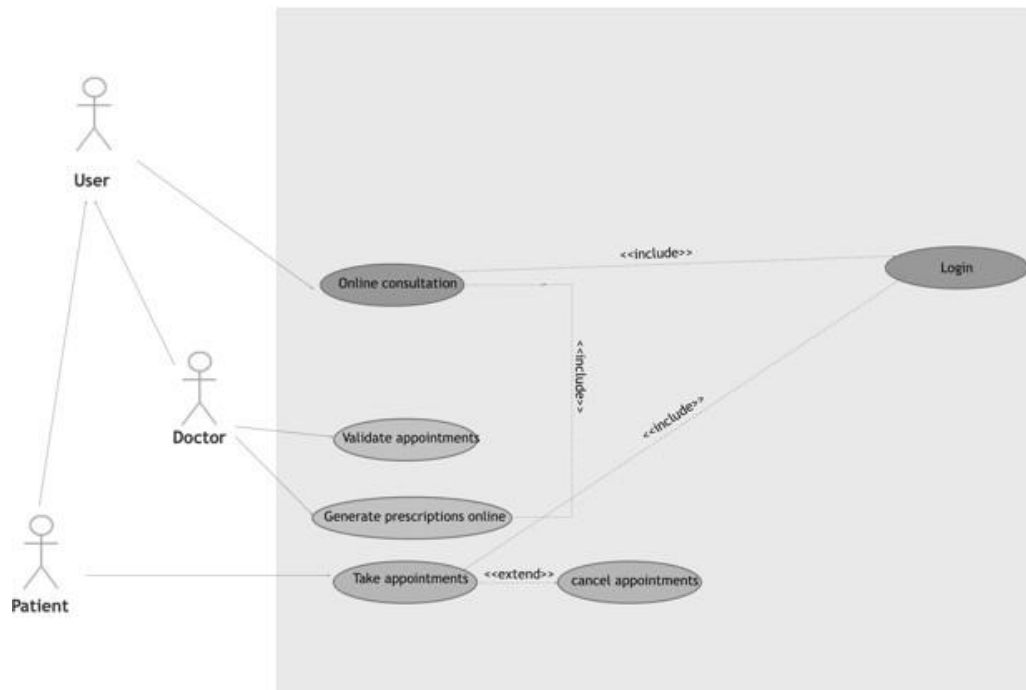 User
<<include>>
Login
Online consultation
<<include>>
<<include>>
Doctor
Validate appointments
Generate prescriptions online
Take appointments
<<extend>>
cancel appointments
Patient